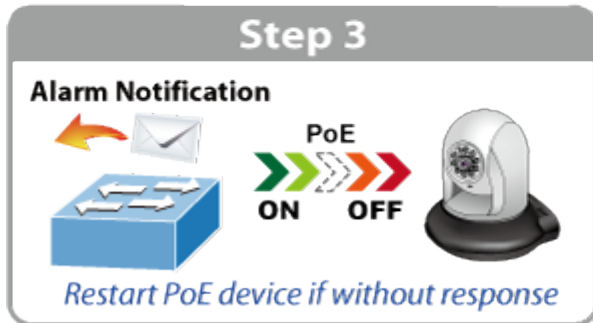 Step 3
Alarm Notification
PoE
ON OFF
Restart PoE device if without response